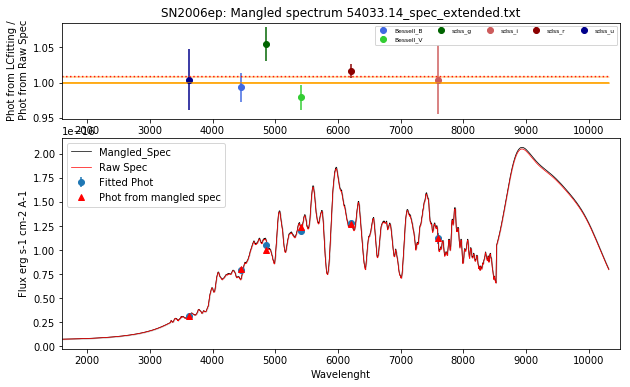 SN2006ep: Mangled spectrum 54033.14_spec_extended.txt
Phot from LCfitting /
Phot from Raw Spec
1.05
1.00
0.95
Bessell_B
Bessell_V
sdss_g
sdss_i
sdss_r
sdss_u
2000 3000 4000 5000 6000 7000 8000 9000 10000
1e-16
Flux erg s-1 cm-2 A-1
2.00
1.75
1.50
1.25
1.00
0.75
0.50
0.25
0.00
Mangled_Spec
Raw Spec
Fitted Phot
Phot from mangled spec
2000 3000 4000 5000 6000 7000 8000 9000 10000
Wavelenght